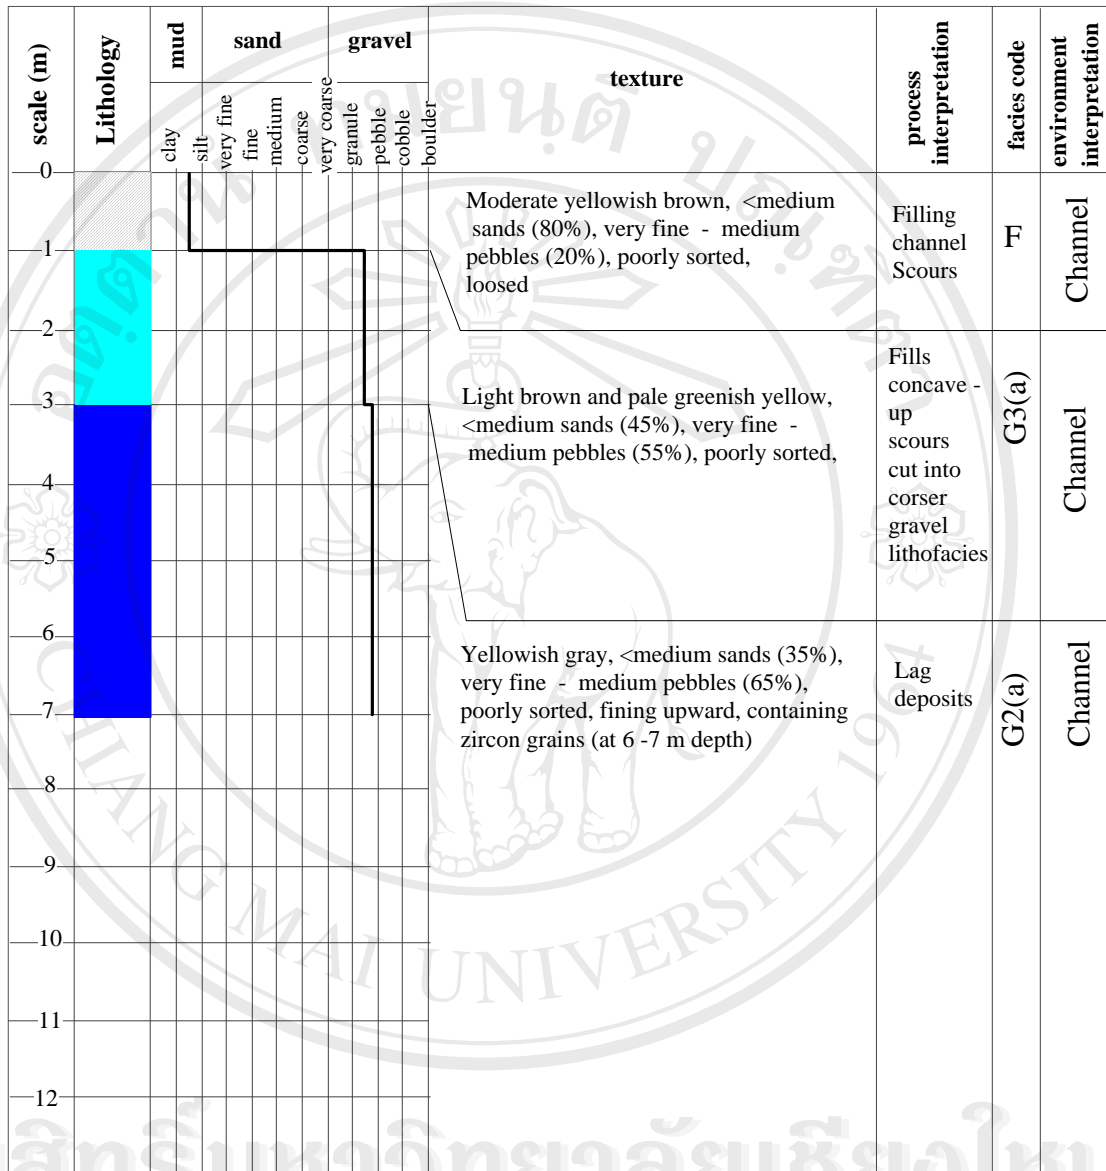 scale (m)
Lithology
mud
sand
gravel
clay
silt
very fine
fine
medium
coarse
very coarse
granule
pebble
cobble
boulder
texture
process
interpretation
facies code
environment
interpretation
0
1
2
3
4
5
6
7
8
9
10
11
12
Moderate yellowish brown, <medium
sands (80%), very fine - medium
pebbles (20%), poorly sorted,
loosed
Filling
channel
Scours
F
Channel
Light brown and pale greenish yellow,
<medium sands (45%), very fine -
medium pebbles (55%), poorly sorted,
Fills
concave -
up
scours
cut into
corser
gravel
lithofacies
G3(a)
Channel
Yellowish gray, <medium sands (35%),
very fine - medium pebbles (65%),
poorly sorted, fining upward, containing
zircon grains (at 6 -7 m depth)
Lag
deposits
G2(a)
Channel
CHIANG MAI UNIVERSITY 1964